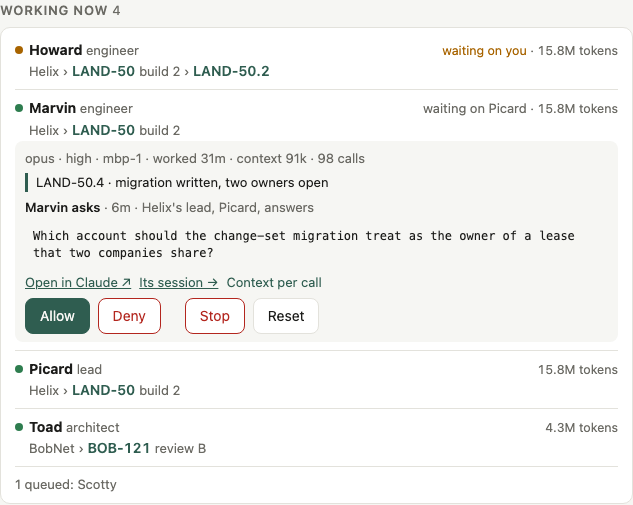 WORKING NOW 4
Howard engineer
waiting on you · 15.8M tokens
Helix › LAND-50 build 2 › LAND-50.2
Marvin engineer
waiting on Picard · 15.8M tokens
Helix › LAND-50 build 2
opus · high · mbp-1 · worked 31m · context 91k · 98 calls
LAND-50.4 · migration written, two owners open
Marvin asks · 6m · Helix's lead, Picard, answers
Which account should the change-set migration treat as the owner of a lease
that two companies share?
Open in Claude ↗ Its session → Context per call
Allow Deny Stop Reset
Picard lead
15.8M tokens
Helix › LAND-50 build 2
Toad architect
4.3M tokens
BobNet › BOB-121 review B
1 queued: Scotty